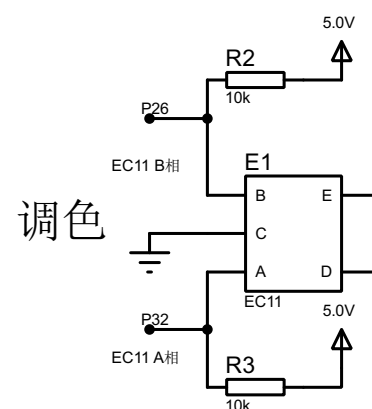 5.0V
R2
10k
P26
EC11 B相
E1
B
E
调色
C
A
D
EC11
5.0V
P32
EC11 A相
R3
10k